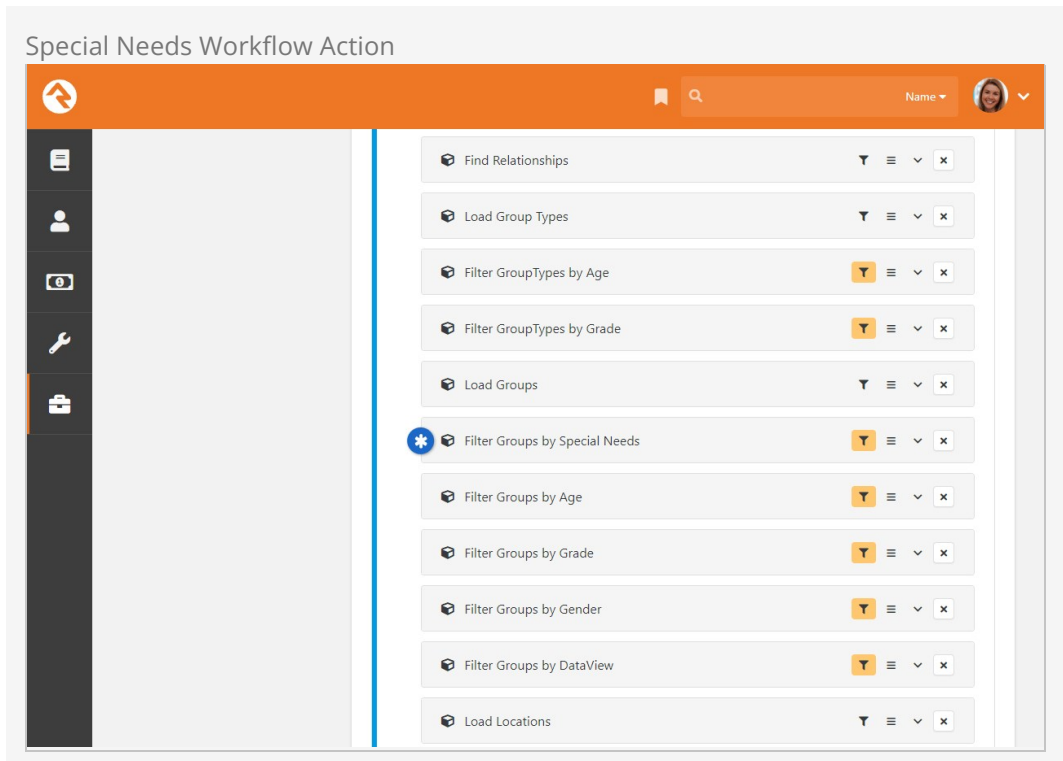 Special Needs Workflow Action
Name
Find Relationships
Load Group Types
Filter GroupTypes by Age
Filter GroupTypes by Grade
Load Groups
Filter Groups by Special Needs
Filter Groups by Age
Filter Groups by Grade
Filter Groups by Gender
Filter Groups by DataView
Load Locations